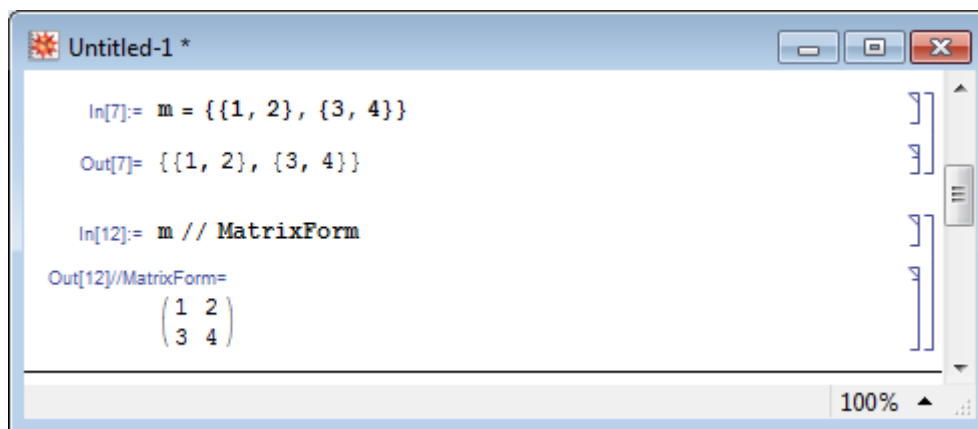 Untitled-1 *
In[7]:= m = {{1, 2}, {3, 4}}
Out[7]= {{1, 2}, {3, 4}}
In[12]:= m // MatrixForm
Out[12]//MatrixForm=
1 2
3 4
100%